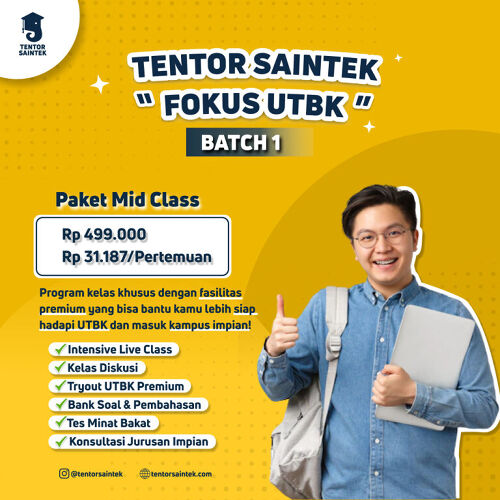 TENTOR
SAINTEK
TENTOR SAINTEK
" FOKUS UTBK "
BATCH 1
Paket Mid Class
Rp 499.000
Rp 31.187/Pertemuan
Program kelas khusus dengan fasilitas
premium yang bisa bantu kamu lebih siap
hadapi UTBK dan masuk kampus impian!
Intensive Live Class
Kelas Diskusi
Tryout UTBK Premium
Bank Soal & Pembahasan
Tes Minat Bakat
Konsultasi Jurusan Impian
@tentorsaintek
tentorsaintek.com